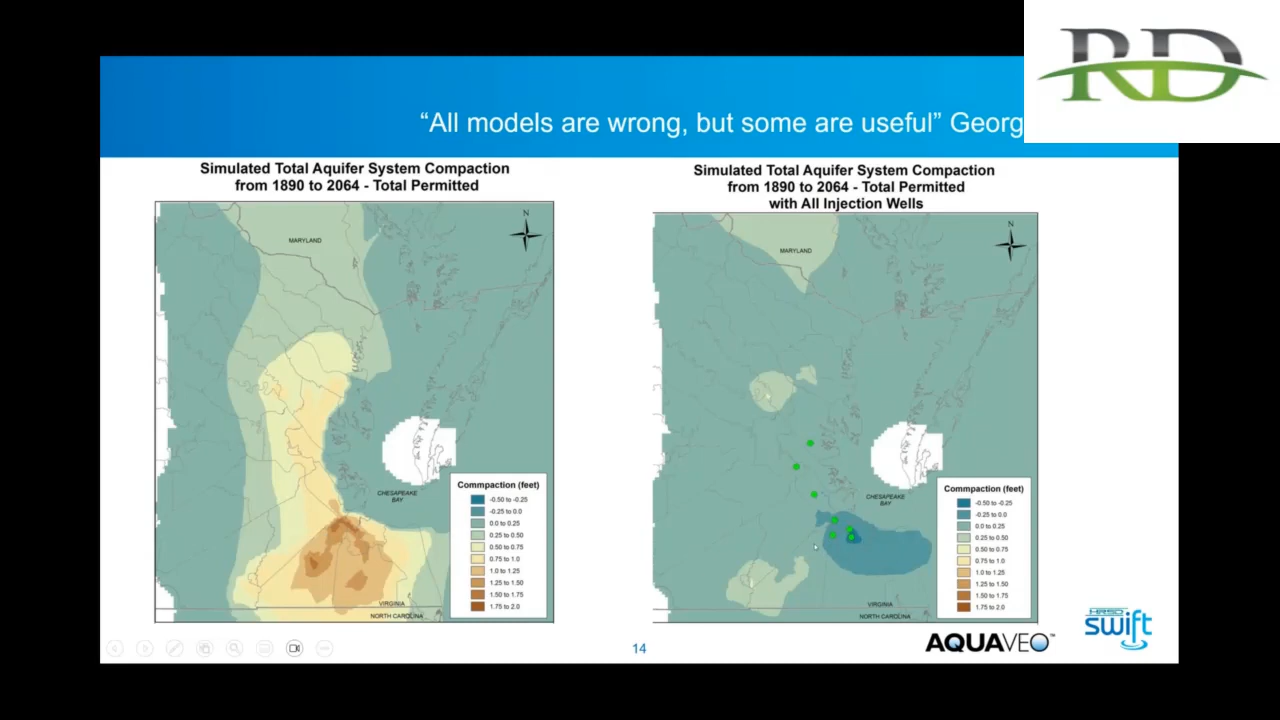 RD
“All models are wrong, but some are useful” Georg
Simulated Total Aquifer System Compaction
from 1890 to 2064 - Total Permitted
N
MARYLAND
CHESAPEAKE
BAY
VIRGINIA
NORTH CAROLINA
Commpaction (feet)
-0.50 to -0.25
-0.25 to 0.0
0.0 to 0.25
0.25 to 0.50
0.50 to 0.75
0.75 to 1.0
1.0 to 1.25
1.25 to 1.50
1.50 to 1.75
1.75 to 2.0
Simulated Total Aquifer System Compaction
from 1890 to 2064 - Total Permitted
with All Injection Wells
N
MARYLAND
CHESAPEAKE
BAY
VIRGINIA
NORTH CAROLINA
Commpaction (feet)
-0.50 to -0.25
-0.25 to 0.0
0.0 to 0.25
0.25 to 0.50
0.50 to 0.75
0.75 to 1.0
1.0 to 1.25
1.25 to 1.50
1.50 to 1.75
1.75 to 2.0
14
AQUAVEO™
HRSD
swift